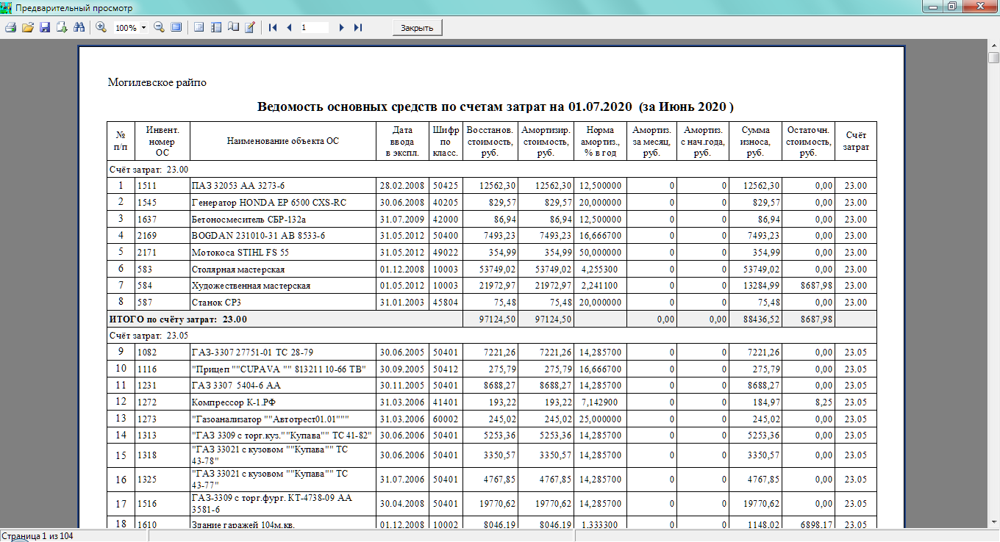 Предварительный просмотр
100% 1 Закрыть
Могилевское райпо
Ведомость основных средств по счетам затрат на 01.07.2020 (за Июнь 2020 )
№ п/п Инвент. номер ОС Наименование объекта ОС Дата ввода в экспл. Шифр по класс. Восстанов. стоимость, руб. Амортизир. стоимость, руб. Норма амортиз., % в год Амортиз. за месяц, руб. Амортиз. с нач.года, руб. Сумма износа, руб. Остаточн. стоимость, руб. Счёт затрат
Счёт затрат: 23.00
1 1511 ПАЗ 32053 АА 3273-6 28.02.2008 50425 12562,30 12562,30 12,500000 0 0 12562,30 0,00 23.00
2 1545 Генератор HONDA EP 6500 CXS-RC 30.06.2008 40205 829,57 829,57 20,000000 0 0 829,57 0,00 23.00
3 1637 Бетоносмеситель СБР-132а 31.07.2009 42000 86,94 86,94 12,500000 0 0 86,94 0,00 23.00
4 2169 BOGDAN 231010-31 АВ 8533-6 31.05.2012 50400 7493,23 7493,23 16,666700 0 0 7493,23 0,00 23.00
5 2171 Мотокоса STIHL FS 55 31.05.2012 49022 354,99 354,99 50,000000 0 0 354,99 0,00 23.00
6 583 Столярная мастерская 01.12.2008 10003 53749,02 53749,02 4,255300 0 0 53749,02 0,00 23.00
7 584 Художественная мастерская 01.05.2012 10003 21972,97 21972,97 2,241100 0 0 13284,99 8687,98 23.00
8 587 Станок СРЗ 31.01.2003 45804 75,48 75,48 20,000000 0 0 75,48 0,00 23.00
ИТОГО по счёту затрат: 23.00 97124,50 97124,50 0,00 0,00 88436,52 8687,98
Счёт затрат: 23.05
9 1082 ГАЗ-3307 27751-01 ТС 28-79 30.06.2005 50401 7221,26 7221,26 14,285700 0 0 7221,26 0,00 23.05
10 1116 "Прицеп ""CUPAVA "" 813211 10-66 ТВ" 30.09.2005 50412 275,79 275,79 16,666700 0 0 275,79 0,00 23.05
11 1231 ГАЗ 3307 5404-6 АА 30.11.2005 50401 8688,27 8688,27 14,285700 0 0 8688,27 0,00 23.05
12 1272 Компрессор К-1.РФ 31.03.2006 41401 193,22 193,22 7,142900 0 0 184,97 8,25 23.05
13 1273 "Газоанализатор ""Автотрест01.01""" 31.03.2006 60002 245,02 245,02 25,000000 0 0 245,02 0,00 23.05
14 1313 "ГАЗ 3309 с торг.куз.""Купава"" ТС 41-82" 30.06.2006 50401 5253,36 5253,36 14,285700 0 0 5253,36 0,00 23.05
15 1318 "ГАЗ 33021 с кузовом ""Купава"" ТС 43-78" 30.06.2006 50401 3350,57 3350,57 14,285700 0 0 3350,57 0,00 23.05
16 1325 "ГАЗ 33021 с кузовом ""Купава"" ТС 43-77" 31.07.2006 50401 4767,85 4767,85 14,285700 0 0 4767,85 0,00 23.05
17 1516 ГАЗ-3309 с торг.фург. КТ-4738-09 АА 3581-6 30.04.2008 50401 19770,62 19770,62 14,285700 0 0 19770,62 0,00 23.05
18 1610 Здание гаражей 104м.кв. 01.12.2008 10002 8046,19 8046,19 1,333300 0 0 1148,02 6898,17 23.05
Страница 1 из 104